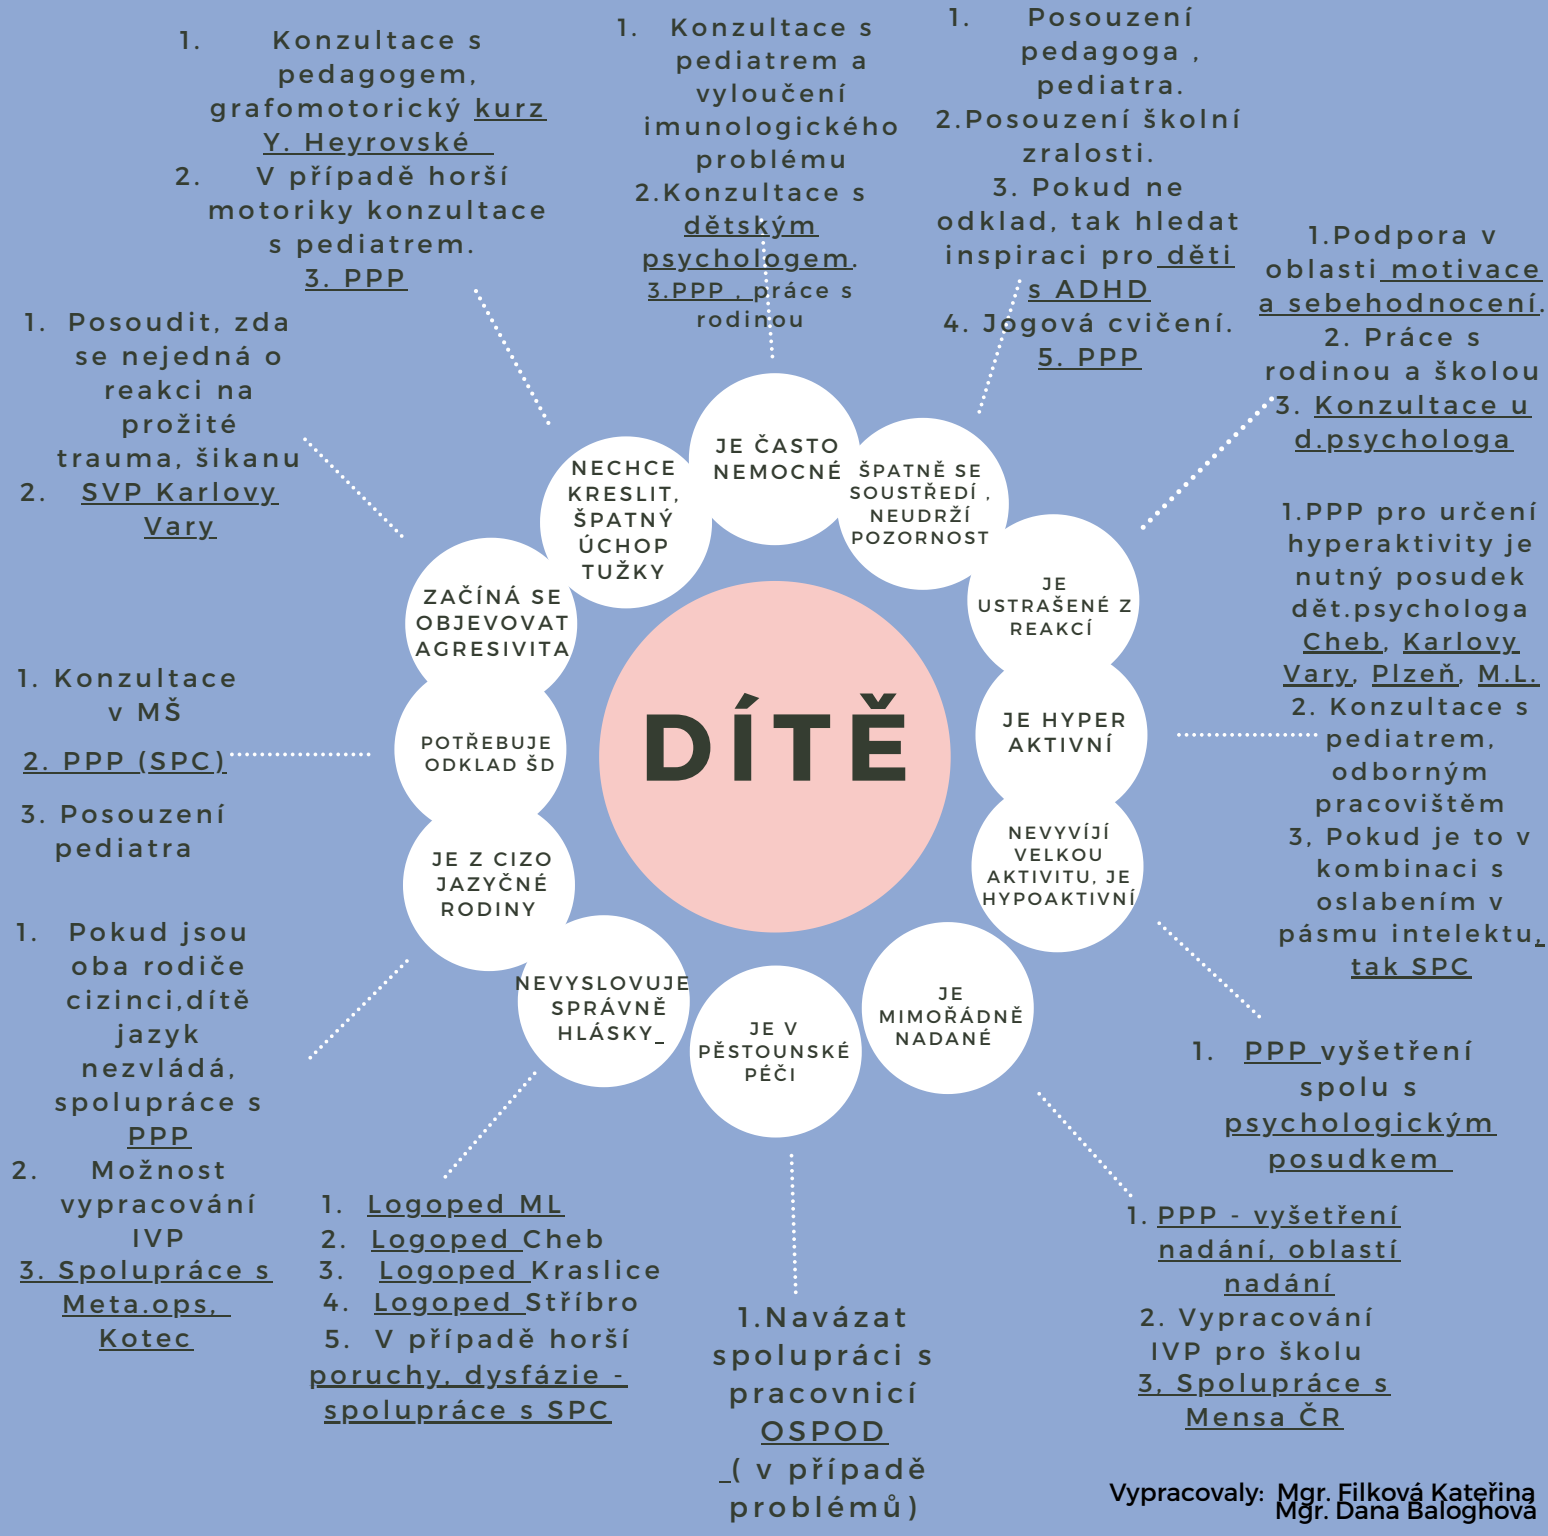 1. Konzultace s
pedagogem,
grafomotorický kurz
Y. Heyrovské
2. V případě horší
motoriky konzultace
s pediatrem.
3. PPP
1. Konzultace s
pediatrem a
vyloučení
imunologického
problému
2.Konzultace s
dětským
psychologem.
3.PPP , práce s
rodinou
1. Posouzení
pedagoga ,
pediatra.
2.Posouzení školní
zralosti.
3. Pokud ne
odklad, tak hledat
inspiraci pro děti
s ADHD
4. Jogová cvičení.
5. PPP
1.Podpora v
oblasti motivace
a sebehodnocení.
2. Práce s
rodinou a školou
3. Konzultace u
d.psychologa
1. Posoudit, zda
se nejedná o
reakci na
prožité
trauma, šikanu
2. SVP Karlovy
Vary
JE ČASTO
NEMOCNÉ
NECHCE
KRESLIT,
ŠPATNÝ
ÚCHOP
TUŽKY
ŠPATNĚ SE
SOUSTŘEDÍ ,
NEUDRŽÍ
POZORNOST
ZAČÍNÁ SE
OBJEVOVAT
AGRESIVITA
JE
USTRAŠENÉ Z
REAKCÍ
1.PPP pro určení
hyperaktivity je
nutný posudek
dět.psychologa
Cheb, Karlovy
Vary, Plzeň, M.L.
2. Konzultace s
pediatrem,
odborným
pracovištěm
3, Pokud je to v
kombinaci s
oslabením v
pásmu intelektu,
tak SPC
1. Konzultace
v MŠ
2. PPP (SPC)
3. Posouzení
pediatra
POTŘEBUJE
ODKLAD ŠD
DÍTĚ
JE HYPER
AKTIVNÍ
JE Z CIZO
JAZYČNÉ
RODINY
NEVYVÍJÍ
VELKOU
AKTIVITU, JE
HYPOAKTIVNÍ
NEVYSLOVUJE
SPRÁVNĚ
HLÁSKY_
JE V
PĚSTOUNSKÉ
PÉČI
JE
MIMOŘÁDNĚ
NADANÉ
1. Pokud jsou
oba rodiče
cizinci,dítě
jazyk
nezvládá,
spolupráce s
PPP
2. Možnost
vypracování
IVP
3. Spolupráce s
Meta.ops,
Kotec
1. Logoped ML
2. Logoped Cheb
3. Logoped Kraslice
4. Logoped Stříbro
5. V případě horší
poruchy, dysfázie -
spolupráce s SPC
1.Navázat
spolupráci s
pracovnicí
OSPOD
( v případě
problémů)
1. PPP vyšetření
spolu s
psychologickým
posudkem
1. PPP - vyšetření
nadání, oblastí
nadání
2. Vypracování
IVP pro školu
3, Spolupráce s
Mensa ČR
Vypracovaly: Mgr. Filková Kateřina
Mgr. Dana Baloghová